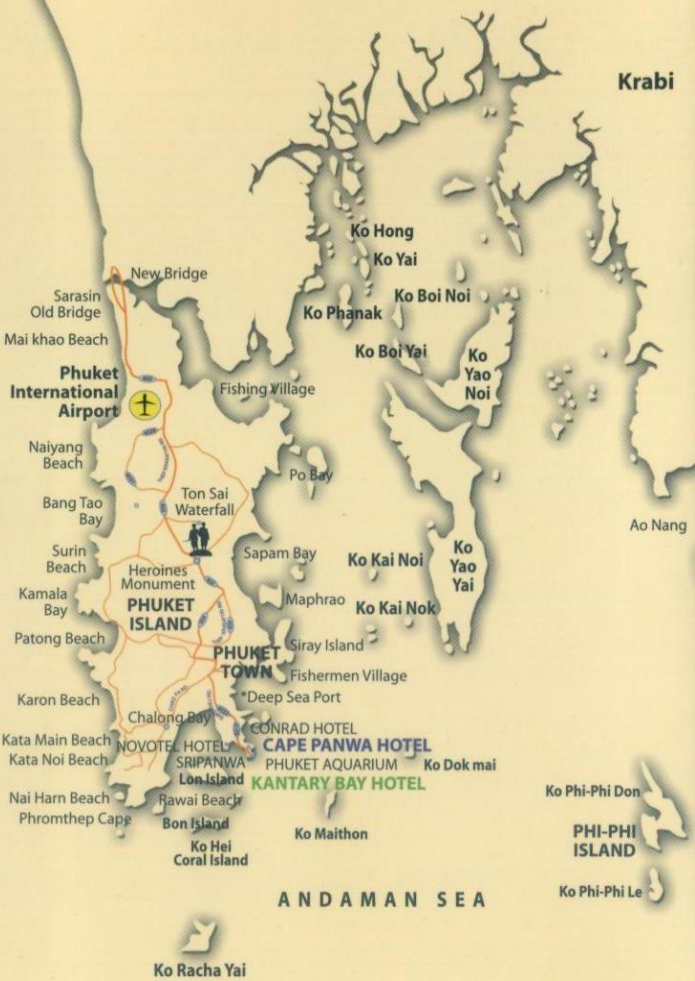 Krabi
Ko Hong
Ko Yai
New Bridge
Sarasin
Old Bridge
Ko Boi Noi
Ko Phanak
Mai khao Beach
Ko Boi Yai
Ko
Yao
Noi
Phuket
International
Airport
Fishing Village
Naiyang
Beach
Po Bay
Bang Tao
Bay
Ton Sai
Waterfall
Ao Nang
Surin
Beach
Sapam Bay
Ko Kai Noi
Ko
Yao
Yai
Heroines
Monument
Kamala
Bay
Maphrao
Ko Kai Nok
PHUKET
ISLAND
Patong Beach
Siray Island
PHUKET
TOWN
Fishermen Village
*Deep Sea Port
Karon Beach
Chalong Bay
CONRAD HOTEL
Kata Main Beach
NOVOTEL HOTEL
CAPE PANWA HOTEL
Kata Noi Beach
SRIPANWA
PHUKET AQUARIUM
Ko Dok mai
Lon Island
KANTARY BAY HOTEL
Nai Harn Beach
Rawai Beach
Ko Phi-Phi Don
Phromthep Cape
Bon Island
Ko Maithon
PHI-PHI
ISLAND
Ko Hei
Coral Island
Ko Phi-Phi Le
ANDAMAN SEA
Ko Racha Yai